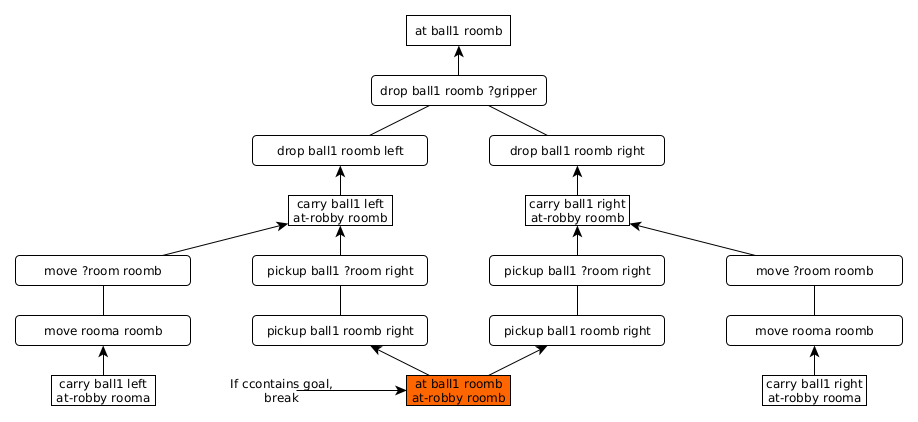 at ball1 roomb
drop ball1 roomb ?gripper
drop ball1 roomb left
drop ball1 roomb right
carry ball1 left
at-robby roomb
carry ball1 right
at-robby roomb
move ?room roomb
pickup ball1 ?room right
pickup ball1 ?room right
move ?room roomb
move rooma roomb
pickup ball1 roomb right
pickup ball1 roomb right
move rooma roomb
carry ball1 left
at-robby rooma
If ccontains goal,
break
at ball1 roomb
at-robby roomb
carry ball1 right
at-robby rooma